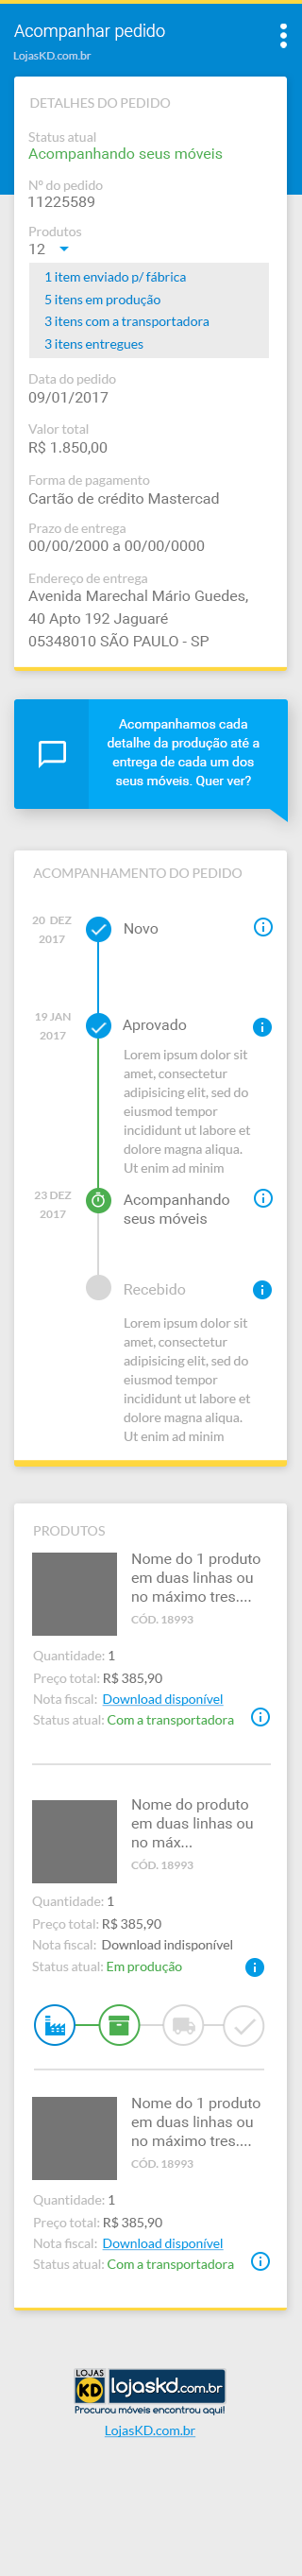 Acompanhar pedido
LojasKD.com.br
DETALHES DO PEDIDO
Status atual
Acompanhando seus móveis
Nº do pedido
11225589
Produtos
12
1 item enviado p/ fábrica
5 itens em produção
3 itens com a transportadora
3 itens entregues
Data do pedido
09/01/2017
Valor total
R$ 1.850,00
Forma de pagamento
Cartão de crédito Mastercad
Prazo de entrega
00/00/2000 a 00/00/0000
Endereço de entrega
Avenida Marechal Mário Guedes,
40 Apto 192 Jaguaré
05348010 SÃO PAULO - SP
Acompanhamos cada
detalhe da produção até a
entrega de cada um dos
seus móveis. Quer ver?
ACOMPANHAMENTO DO PEDIDO
20 DEZ
2017
Novo
19 JAN
2017
Aprovado
Lorem ipsum dolor sit
amet, consectetur
adipisicing elit, sed do
eiusmod tempor
incididunt ut labore et
dolore magna aliqua.
Ut enim ad minim
23 DEZ
2017
Acompanhando
seus móveis
Recebido
Lorem ipsum dolor sit
amet, consectetur
adipisicing elit, sed do
eiusmod tempor
incididunt ut labore et
dolore magna aliqua.
Ut enim ad minim
PRODUTOS
Nome do 1 produto
em duas linhas ou
no máximo tres....
CÓD. 18993
Quantidade: 1
Preço total: R$ 385,90
Nota fiscal: Download disponível
Status atual: Com a transportadora
Nome do produto
em duas linhas ou
no máx...
CÓD. 18993
Quantidade: 1
Preço total: R$ 385,90
Nota fiscal: Download indisponível
Status atual: Em produção
Nome do 1 produto
em duas linhas ou
no máximo tres....
CÓD. 18993
Quantidade: 1
Preço total: R$ 385,90
Nota fiscal: Download disponível
Status atual: Com a transportadora
LOJAS
KD lojaskd.com.br
Procurou móveis encontrou aqui!
LojasKD.com.br